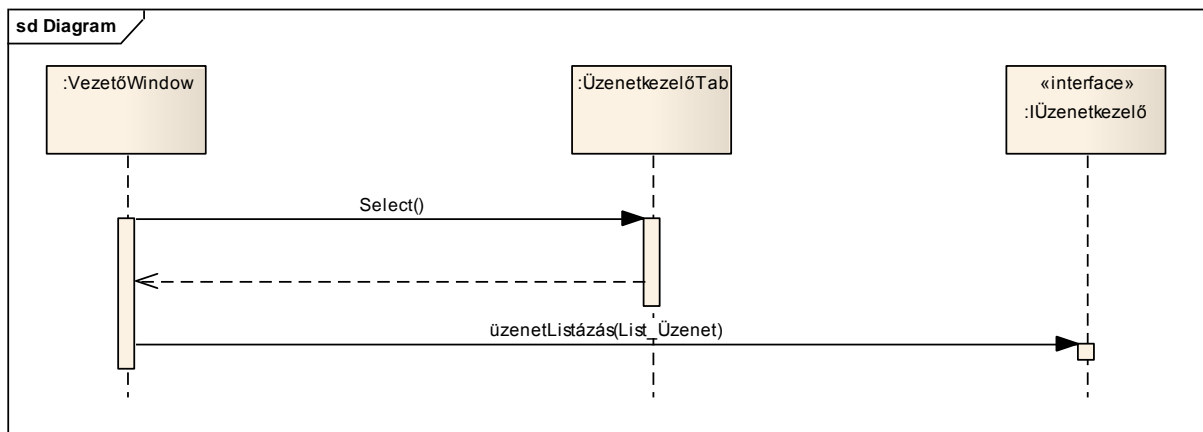 sd Diagram
:VezetőWindow
:ÜzenetkezelőTab
«interface»
:IÜzenetkezelő
Select()
üzenetListázás(List_Üzenet)